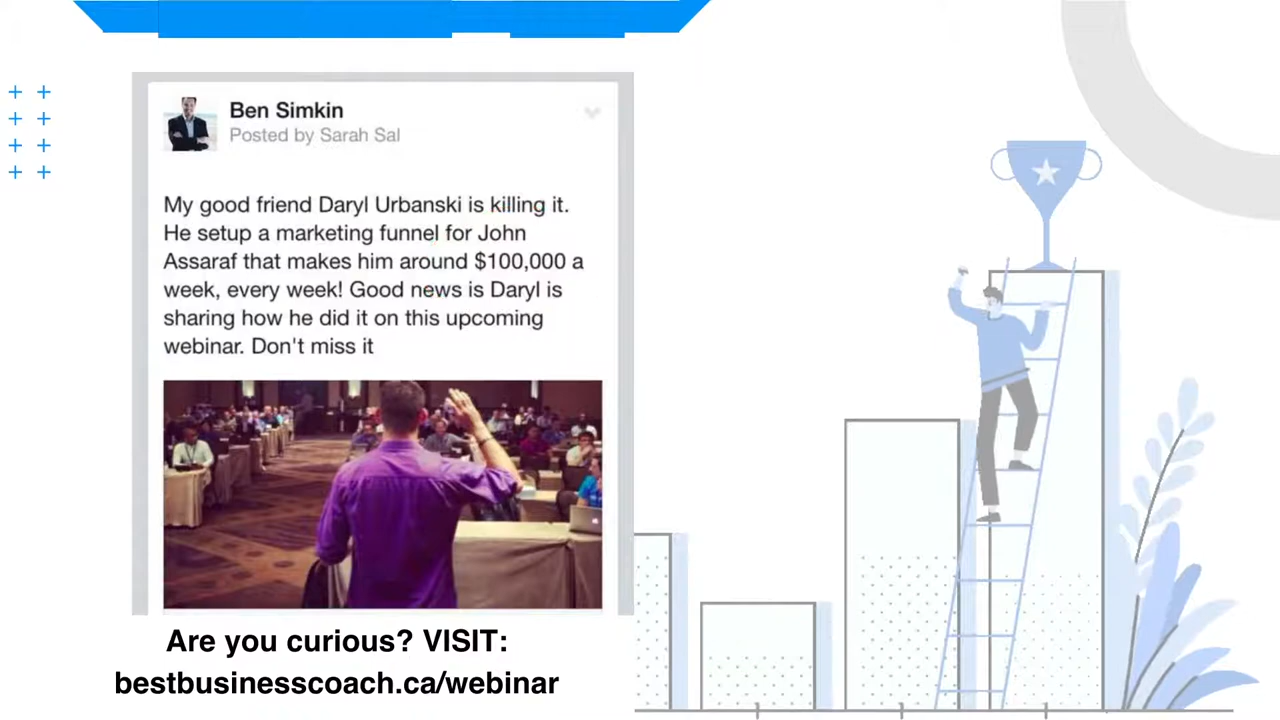 Ben Simkin
Posted by Sarah Sal
My good friend Daryl Urbanski is killing it.
He setup a marketing funnel for John
Assaraf that makes him around $100,000 a
week, every week! Good news is Daryl is
sharing how he did it on this upcoming
webinar. Don't miss it
Are you curious? VISIT:
bestbusinesscoach.ca/webinar